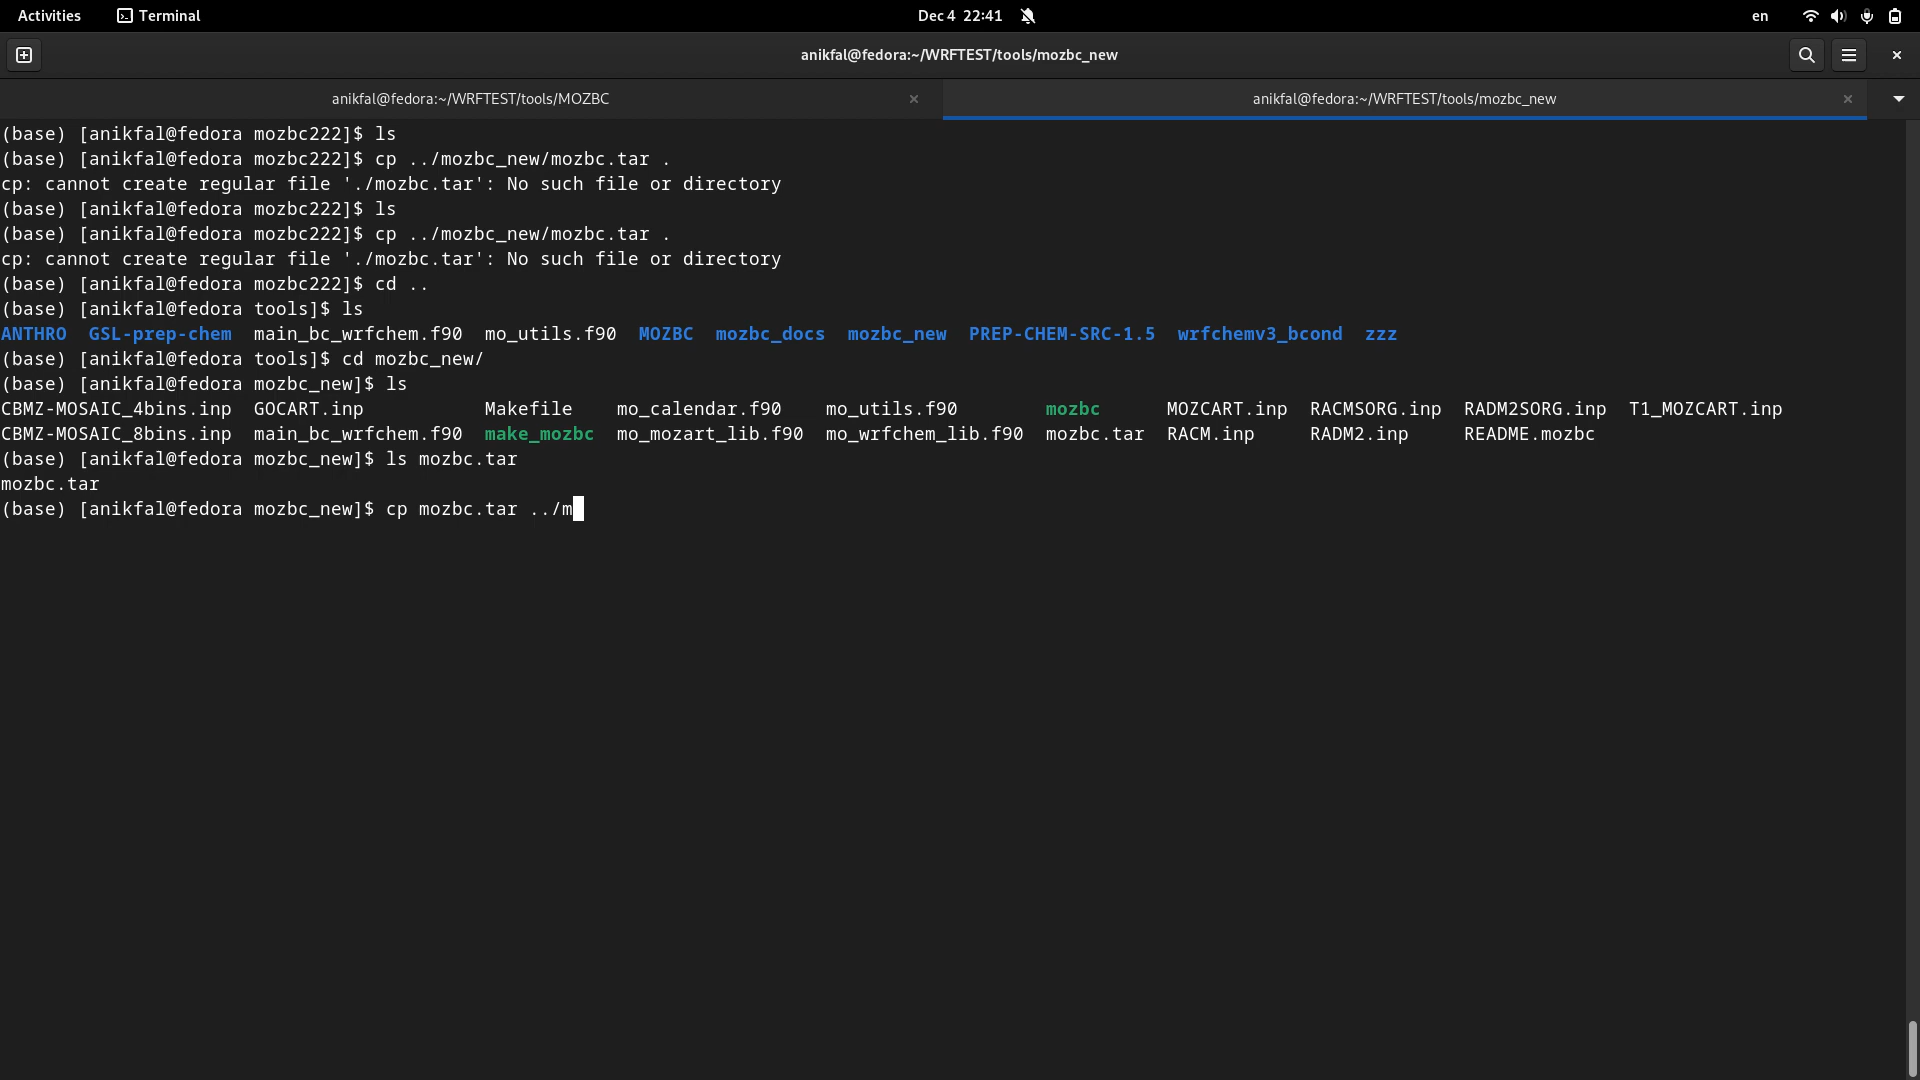 Activities Terminal Dec 4 22:41 en
anikfal@fedora:~/WRFTEST/tools/mozbc_new
anikfal@fedora:~/WRFTEST/tools/MOZBC anikfal@fedora:~/WRFTEST/tools/mozbc_new
(base) [anikfal@fedora mozbc222]$ ls
(base) [anikfal@fedora mozbc222]$ cp ../mozbc_new/mozbc.tar .
cp: cannot create regular file './mozbc.tar': No such file or directory
(base) [anikfal@fedora mozbc222]$ ls
(base) [anikfal@fedora mozbc222]$ cp ../mozbc_new/mozbc.tar .
cp: cannot create regular file './mozbc.tar': No such file or directory
(base) [anikfal@fedora mozbc222]$ cd ..
(base) [anikfal@fedora tools]$ ls
ANTHRO  GSL-prep-chem  main_bc_wrfchem.f90  mo_utils.f90  MOZBC  mozbc_docs  mozbc_new  PREP-CHEM-SRC-1.5  wrfchemv3_bcond  zzz
(base) [anikfal@fedora tools]$ cd mozbc_new/
(base) [anikfal@fedora mozbc_new]$ ls
CBMZ-MOSAIC_4bins.inp  GOCART.inp           Makefile    mo_calendar.f90    mo_utils.f90        mozbc      MOZCART.inp  RACMSORG.inp  RADM2SORG.inp  T1_MOZCART.inp
CBMZ-MOSAIC_8bins.inp  main_bc_wrfchem.f90  make_mozbc  mo_mozart_lib.f90  mo_wrfchem_lib.f90  mozbc.tar  RACM.inp     RADM2.inp     README.mozbc
(base) [anikfal@fedora mozbc_new]$ ls mozbc.tar
mozbc.tar
(base) [anikfal@fedora mozbc_new]$ cp mozbc.tar ../m